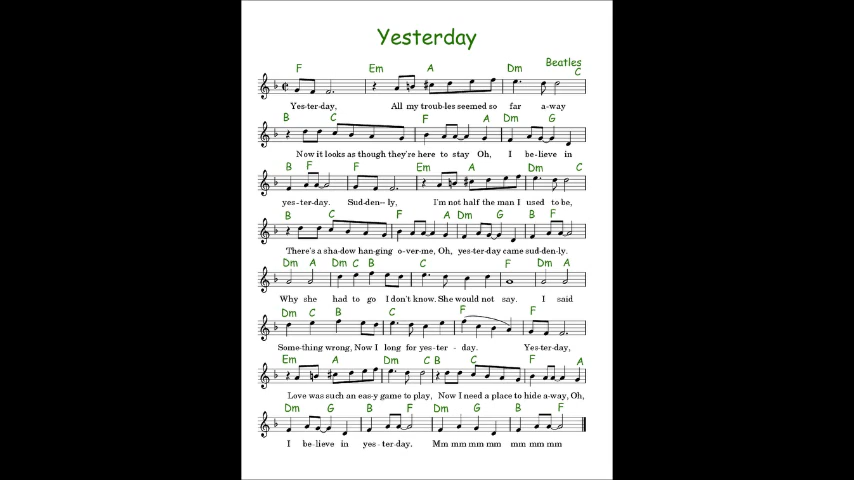 Yesterday
Beatles
F Em A Dm C
Yes-ter-day, All my troub-les seemed so far a-way
B C F A Dm G
Now it looks as though they're here to stay Oh, I be-lieve in
B F F Em A Dm C
yes-ter-day. Sud-den--ly, I'm not half the man I used to be,
B C F A Dm G B F
There's a sha-dow han-ging o-ver-me, Oh, yes-ter-day came sud-den-ly.
Dm A Dm C B C F Dm A
Why she had to go I don't know. She would not say. I said
Dm C B C F F
Some-thing wrong, Now I long for yes-ter-day. Yes-ter-day,
Em A Dm C B C F A
Love was such an eas-y game to play, Now I need a place to hide a-way, Oh,
Dm G B F Dm G B F
I be-lieve in yes-ter-day. Mm mm mm mm mm mm mm